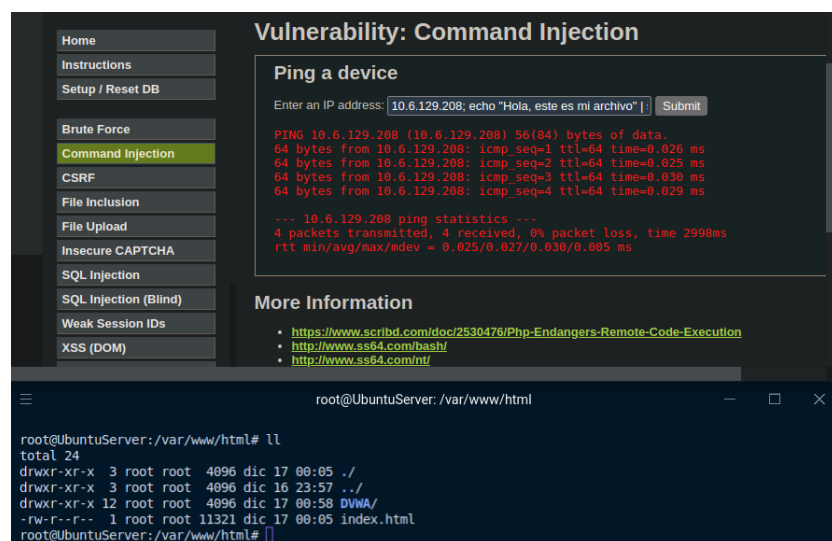 Home
Instructions
Setup / Reset DB
Brute Force
Command Injection
CSRF
File Inclusion
File Upload
Insecure CAPTCHA
SQL Injection
SQL Injection (Blind)
Weak Session IDs
XSS (DOM)
Vulnerability: Command Injection
Ping a device
Enter an IP address: 10.6.129.208; echo "Hola, este es mi archivo" | Submit
PING 10.6.129.208 (10.6.129.208) 56(84) bytes of data.
64 bytes from 10.6.129.208: icmp_seq=1 ttl=64 time=0.026 ms
64 bytes from 10.6.129.208: icmp_seq=2 ttl=64 time=0.025 ms
64 bytes from 10.6.129.208: icmp_seq=3 ttl=64 time=0.030 ms
64 bytes from 10.6.129.208: icmp_seq=4 ttl=64 time=0.029 ms
--- 10.6.129.208 ping statistics ---
4 packets transmitted, 4 received, 0% packet loss, time 2998ms
rtt min/avg/max/mdev = 0.025/0.027/0.030/0.005 ms
More Information
https://www.scribd.com/doc/2530476/Php-Endangers-Remote-Code-Execution
http://www.ss64.com/bash/
http://www.ss64.com/nt/
root@UbuntuServer: /var/www/html
root@UbuntuServer:/var/www/html# ll
total 24
drwxr-xr-x 3 root root 4096 dic 17 00:05 ./
drwxr-xr-x 3 root root 4096 dic 16 23:57 ../
drwxr-xr-x 12 root root 4096 dic 17 00:58 DVWA/
-rw-r--r-- 1 root root 11321 dic 17 00:05 index.html
root@UbuntuServer:/var/www/html#